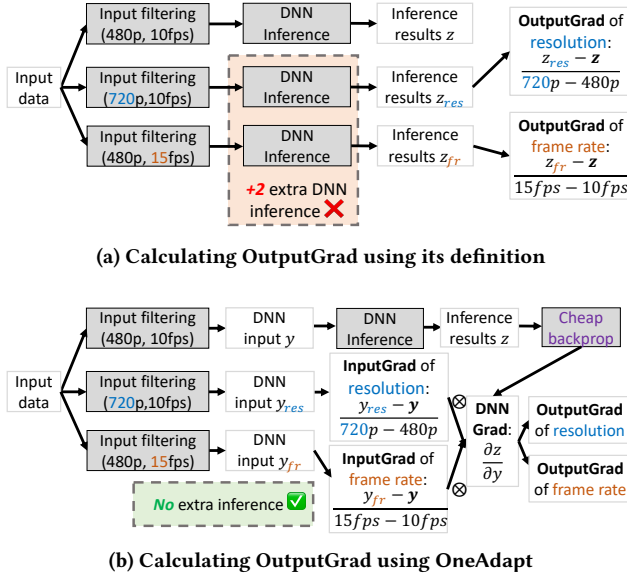 Input filtering
(480p, 10fps)
DNN
Inference
Inference
results z
Input
data
Input filtering
(720p,10fps)
DNN
Inference
Inference
results z_res
OutputGrad of
resolution:
z_res − z
720p − 480p
Input filtering
(480p, 15fps)
DNN
Inference
Inference
results z_fr
OutputGrad of
frame rate:
z_fr − z
15fps − 10fps
+2 extra DNN
inference ❌
(a) Calculating OutputGrad using its definition
Input filtering
(480p, 10fps)
DNN
input y
DNN
Inference
Inference
results z
Cheap
backprop
Input
data
Input filtering
(720p,10fps)
DNN
input y_res
InputGrad of
resolution:
y_res − y
720p − 480p
⊗
DNN
Grad:
∂z
∂y
OutputGrad
of resolution
Input filtering
(480p, 15fps)
DNN
input y_fr
InputGrad of
frame rate:
y_fr − y
15fps − 10fps
⊗
OutputGrad
of frame rate
No extra inference ✅
(b) Calculating OutputGrad using OneAdapt